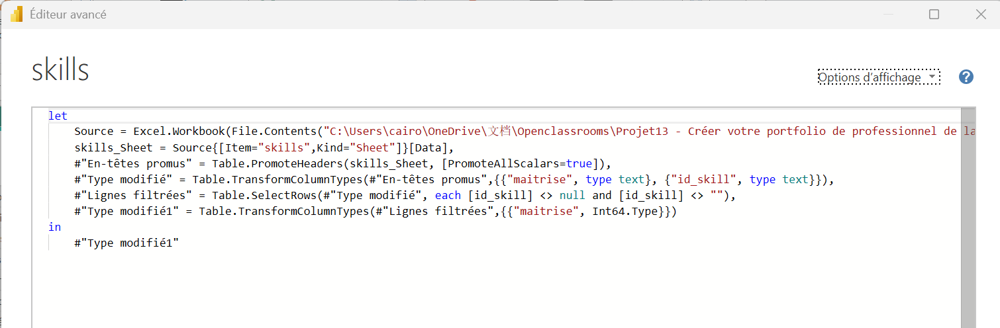 Éditeur avancé
skills
Options d'affichage
?
let
Source = Excel.Workbook(File.Contents("C:\Users\cairo\OneDrive\文档\Openclassrooms\Projet13 - Créer votre portfolio de professionnel de la
skills_Sheet = Source{[Item="skills",Kind="Sheet"]}[Data],
#"En-têtes promus" = Table.PromoteHeaders(skills_Sheet, [PromoteAllScalars=true]),
#"Type modifié" = Table.TransformColumnTypes(#"En-têtes promus",{{"maitrise", type text}, {"id_skill", type text}}),
#"Lignes filtrées" = Table.SelectRows(#"Type modifié", each [id_skill] <> null and [id_skill] <> ""),
#"Type modifié1" = Table.TransformColumnTypes(#"Lignes filtrées",{{"maitrise", Int64.Type}})
in
#"Type modifié1"